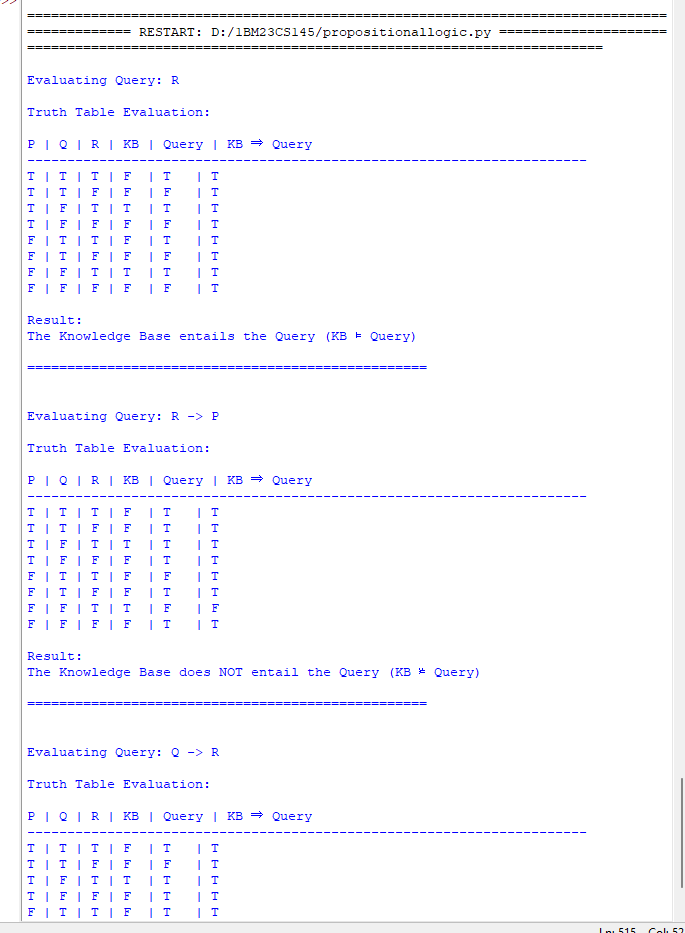 >>
================================================================================
============= RESTART: D:/1BM23CS145/propositionallogic.py =====================
========================================================================
Evaluating Query: R
Truth Table Evaluation:
P | Q | R | KB | Query | KB ⇒ Query
----------------------------------------------------------------------
T | T | T | F  | T   | T
T | T | F | F  | F   | T
T | F | T | T  | T   | T
T | F | F | F  | F   | T
F | T | T | F  | T   | T
F | T | F | F  | F   | T
F | F | T | T  | T   | T
F | F | F | F  | F   | T
Result:
The Knowledge Base entails the Query (KB ⊨ Query)
==================================================
Evaluating Query: R -> P
Truth Table Evaluation:
P | Q | R | KB | Query | KB ⇒ Query
----------------------------------------------------------------------
T | T | T | F  | T   | T
T | T | F | F  | T   | T
T | F | T | T  | T   | T
T | F | F | F  | T   | T
F | T | T | F  | F   | T
F | T | F | F  | T   | T
F | F | T | T  | F   | F
F | F | F | F  | T   | T
Result:
The Knowledge Base does NOT entail the Query (KB ⊭ Query)
==================================================
Evaluating Query: Q -> R
Truth Table Evaluation:
P | Q | R | KB | Query | KB ⇒ Query
----------------------------------------------------------------------
T | T | T | F  | T   | T
T | T | F | F  | F   | T
T | F | T | T  | T   | T
T | F | F | F  | T   | T
F | T | T | F  | T   | T
Ln: 515 Col: 52